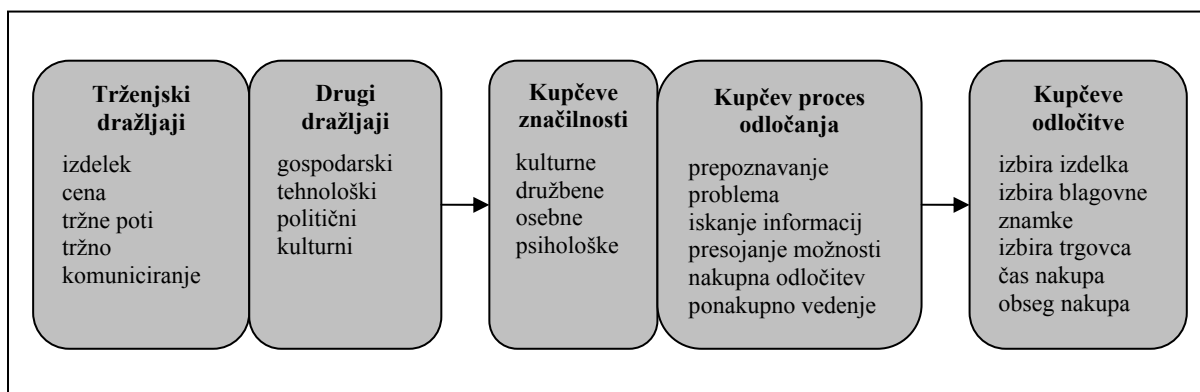 Trženjski
dražljaji
izdelek
cena
tržne poti
tržno
komuniciranje
Drugi
dražljaji
gospodarski
tehnološki
politični
kulturni
Kupčeve
značilnosti
kulturne
družbene
osebne
psihološke
Kupčev proces
odločanja
prepoznavanje
problema
iskanje informacij
presojanje možnosti
nakupna odločitev
ponakupno vedenje
Kupčeve
odločitve
izbira izdelka
izbira blagovne
znamke
izbira trgovca
čas nakupa
obseg nakupa